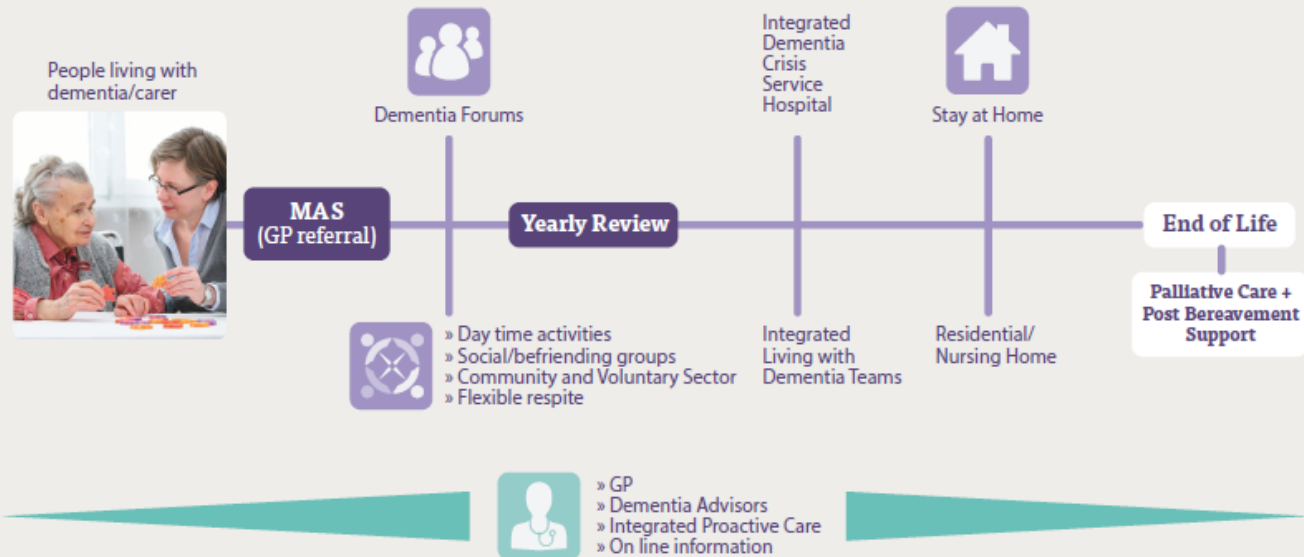 People living with
dementia/carer
Dementia Forums
Integrated
Dementia
Crisis
Service
Hospital
Stay at Home
MAS
(GP referral)
Yearly Review
End of Life
Palliative Care +
Post Bereavement
Support
» Day time activities
» Social/befriending groups
» Community and Voluntary Sector
» Flexible respite
Integrated
Living with
Dementia Teams
Residential/
Nursing Home
» GP
» Dementia Advisors
» Integrated Proactive Care
» On line information